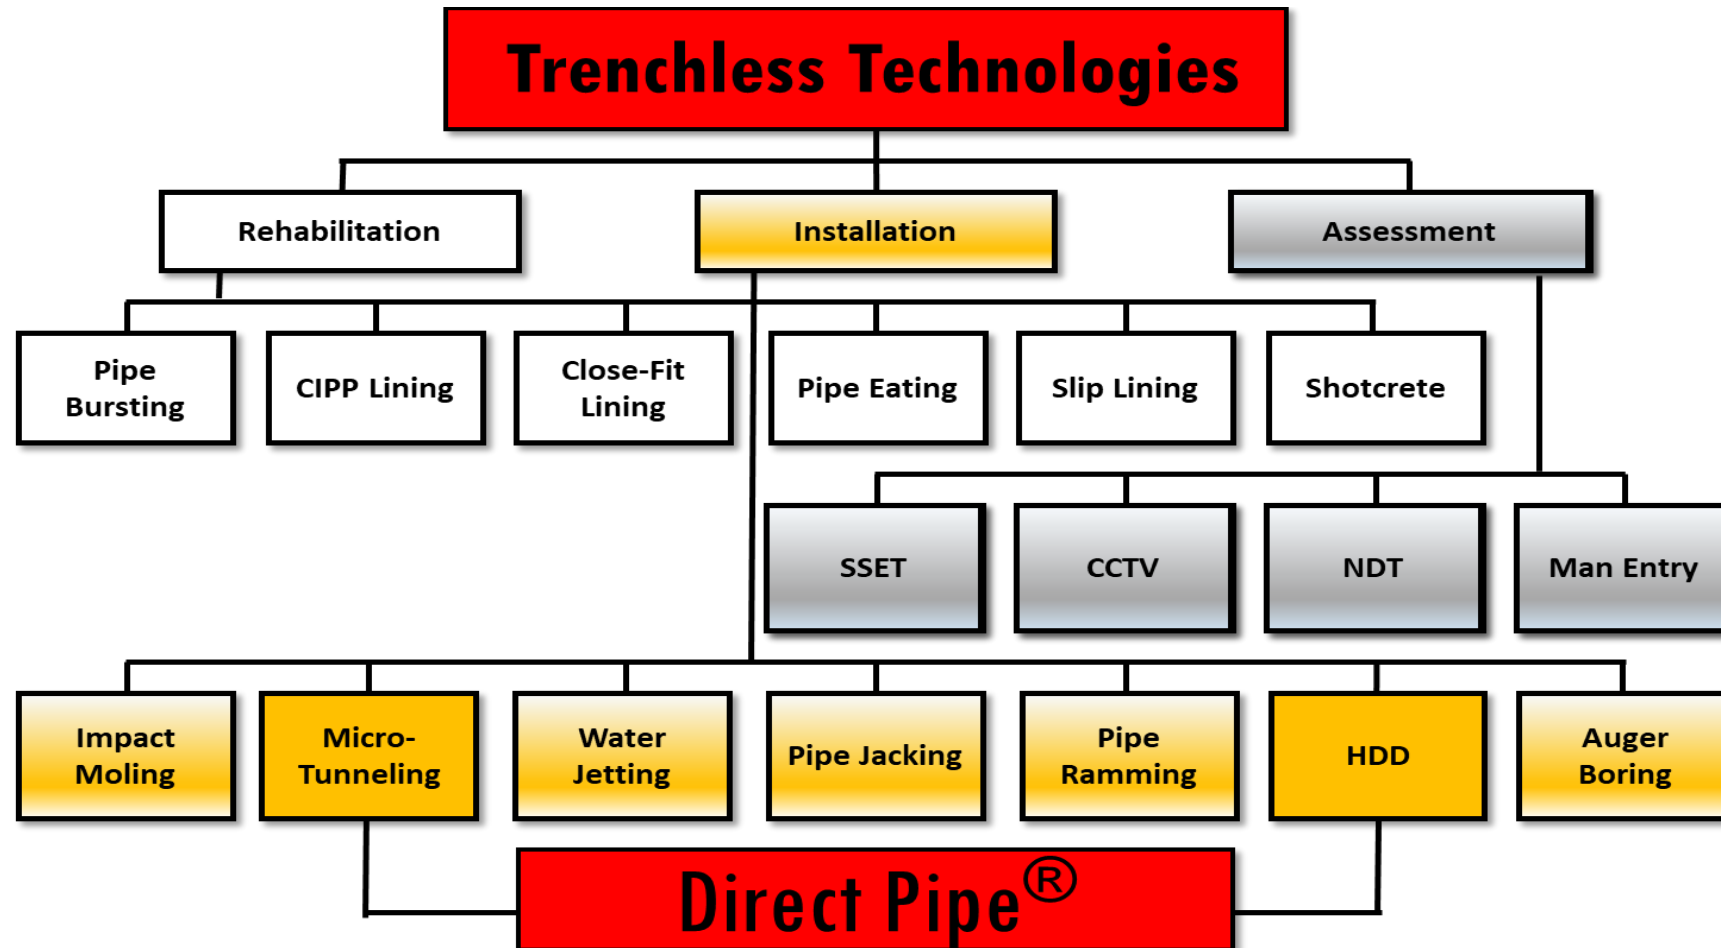 Trenchless Technologies
Rehabilitation
Installation
Assessment
Pipe
Bursting
CIPP Lining
Close-Fit
Lining
Pipe Eating
Slip Lining
Shotcrete
SSET
CCTV
NDT
Man Entry
Impact
Moling
Micro-
Tunneling
Water
Jetting
Pipe Jacking
Pipe
Ramming
HDD
Auger
Boring
Direct Pipe®